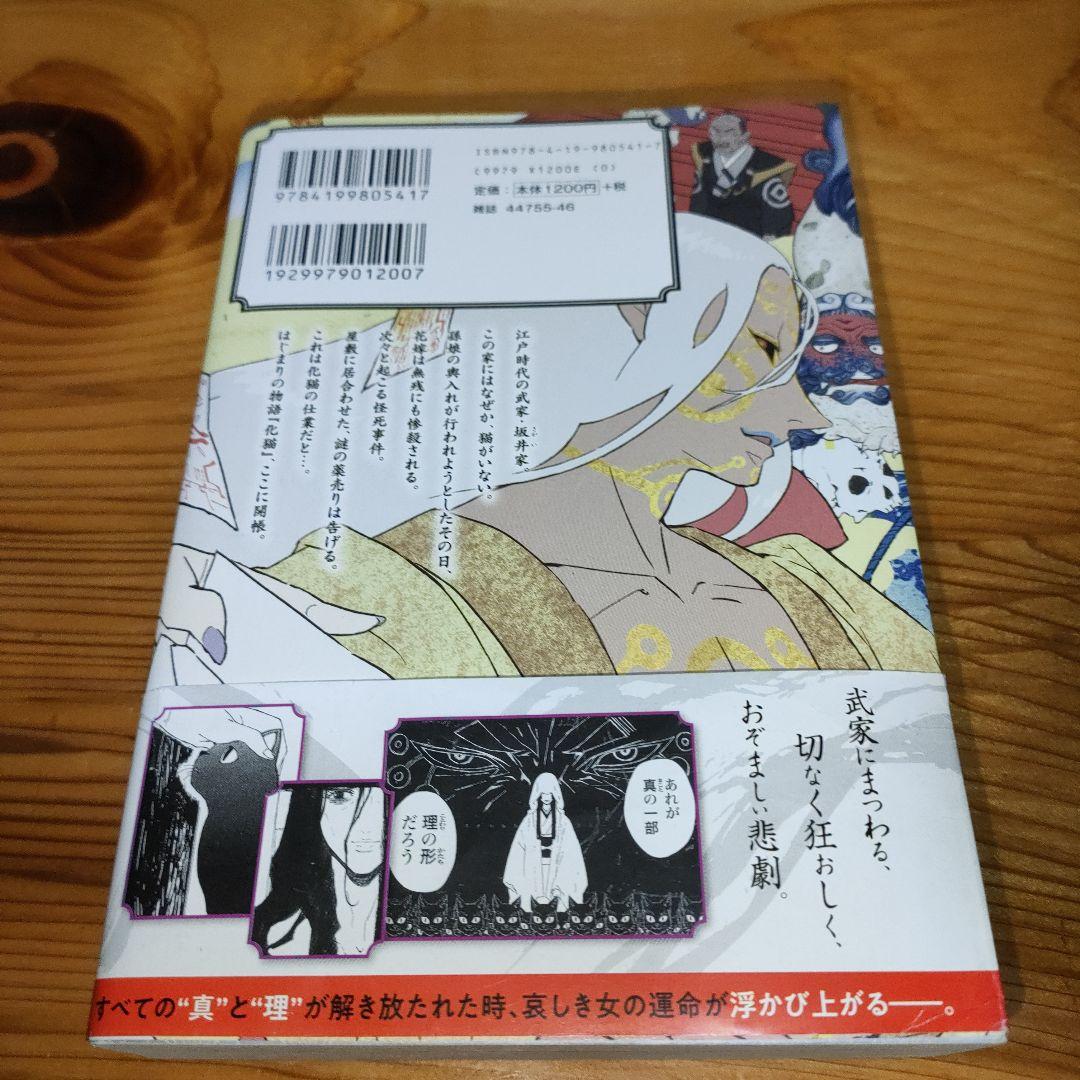 ISBN978-4-19-980541-7
C9979 ¥1200E (0)
定価：本体1200円+税
雑誌 44755-46
9784199805417
1929979012007
江戸時代の武家・坂井家。
この家にはなぜか、猫がいない。
孫娘の輿入れが行われようとしたその日、
花嫁は無残にも惨殺される。
次々と起こる怪死事件。
屋敷に居合わせた、謎の薬売りは告げる。
これは化猫の仕業だと…。
はじまりの物語『化猫』、ここに開帳。
武家にまつわる、
切なく狂おしく、
おぞましい悲劇。
あれが
真の一部
理の形
だろう
すべての“真”と“理”が解き放たれた時、哀しき女の運命が浮かび上がる――。